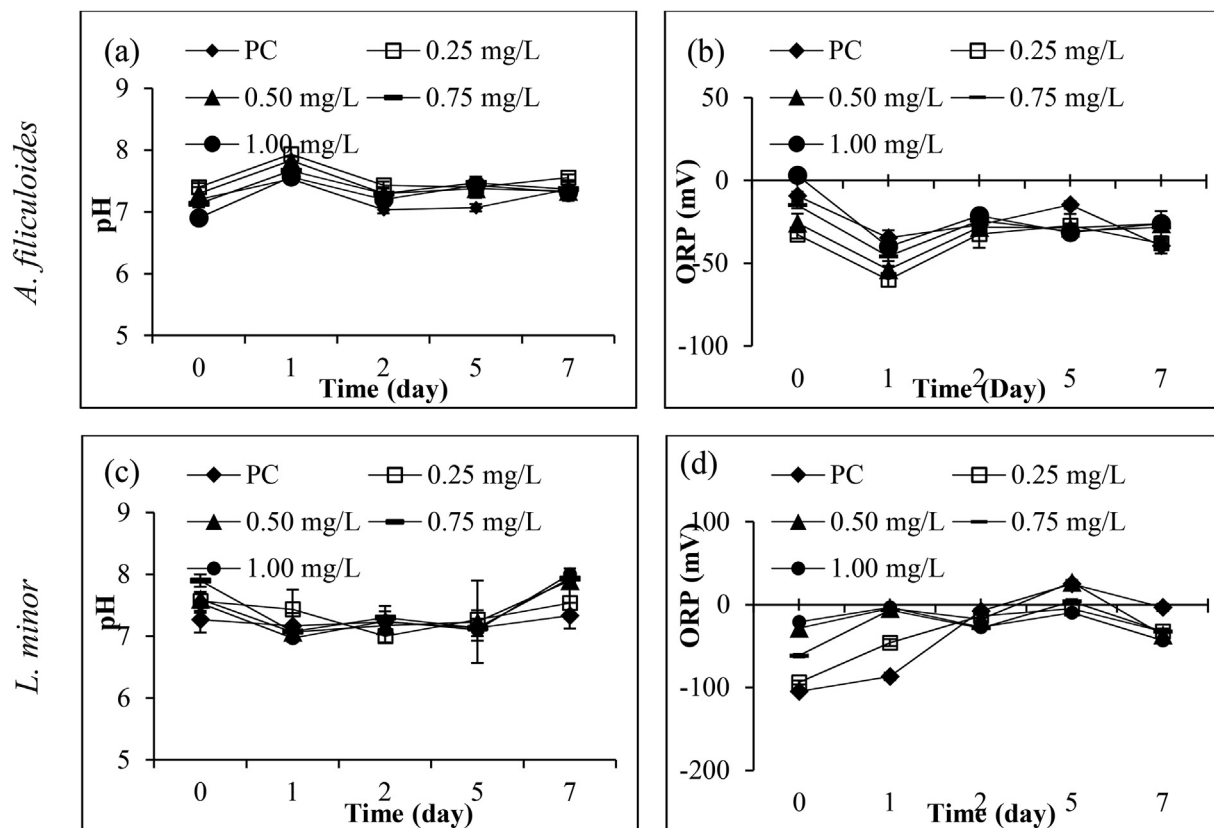 A. filiculoides
(a)
PC
0.25 mg/L
0.50 mg/L
0.75 mg/L
1.00 mg/L
pH
9
8
7
6
5
0 1 2 5 7
Time (day)
(b)
PC
0.25 mg/L
0.50 mg/L
0.75 mg/L
1.00 mg/L
ORP (mV)
50
0
-50
-100
0 1 2 5 7
Time (Day)
L. minor
(c)
PC
0.25 mg/L
0.50 mg/L
0.75 mg/L
1.00 mg/L
pH
9
8
7
6
5
0 1 2 5 7
Time (day)
(d)
PC
0.25 mg/L
0.50 mg/L
0.75 mg/L
1.00 mg/L
ORP (mV)
100
0
-100
-200
0 1 2 5 7
Time (day)